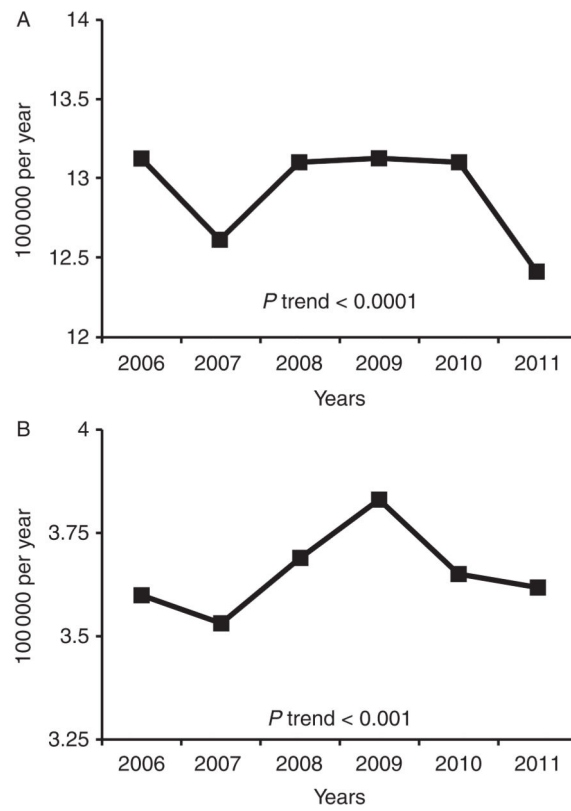 A
14
13.5
13
12.5
12
100 000 per year
P trend < 0.0001
2006 2007 2008 2009 2010 2011
Years
B
4
3.75
3.5
3.25
100 000 per year
P trend < 0.001
2006 2007 2008 2009 2010 2011
Years